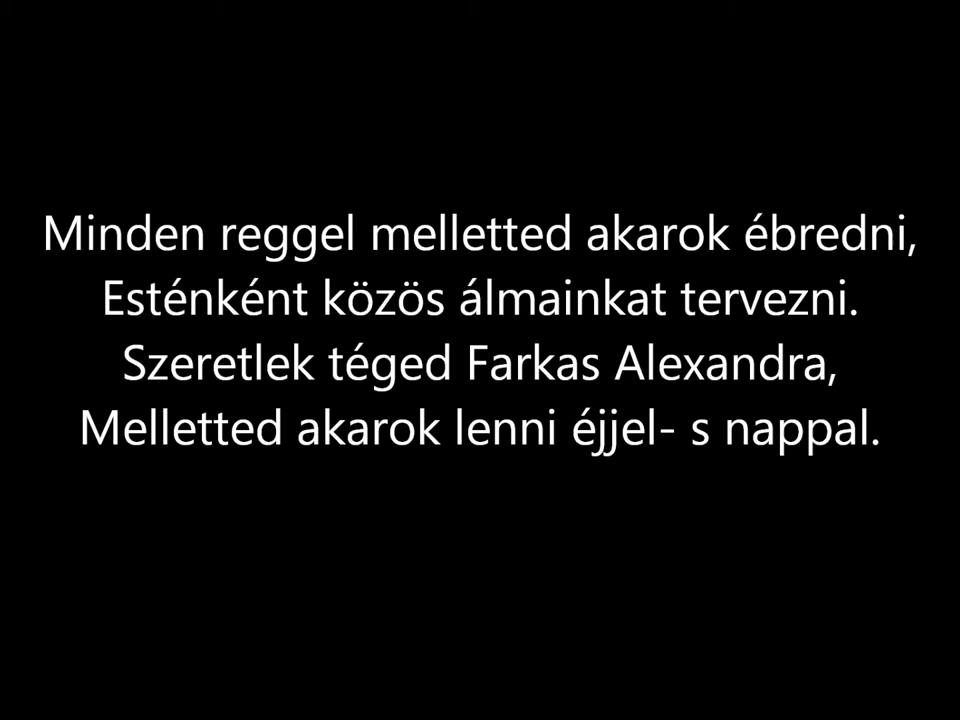 Minden reggel melletted akarok ébredni,
Esténként közös álmainkat tervezni.
Szeretlek téged Farkas Alexandra,
Melletted akarok lenni éjjel- s nappal.